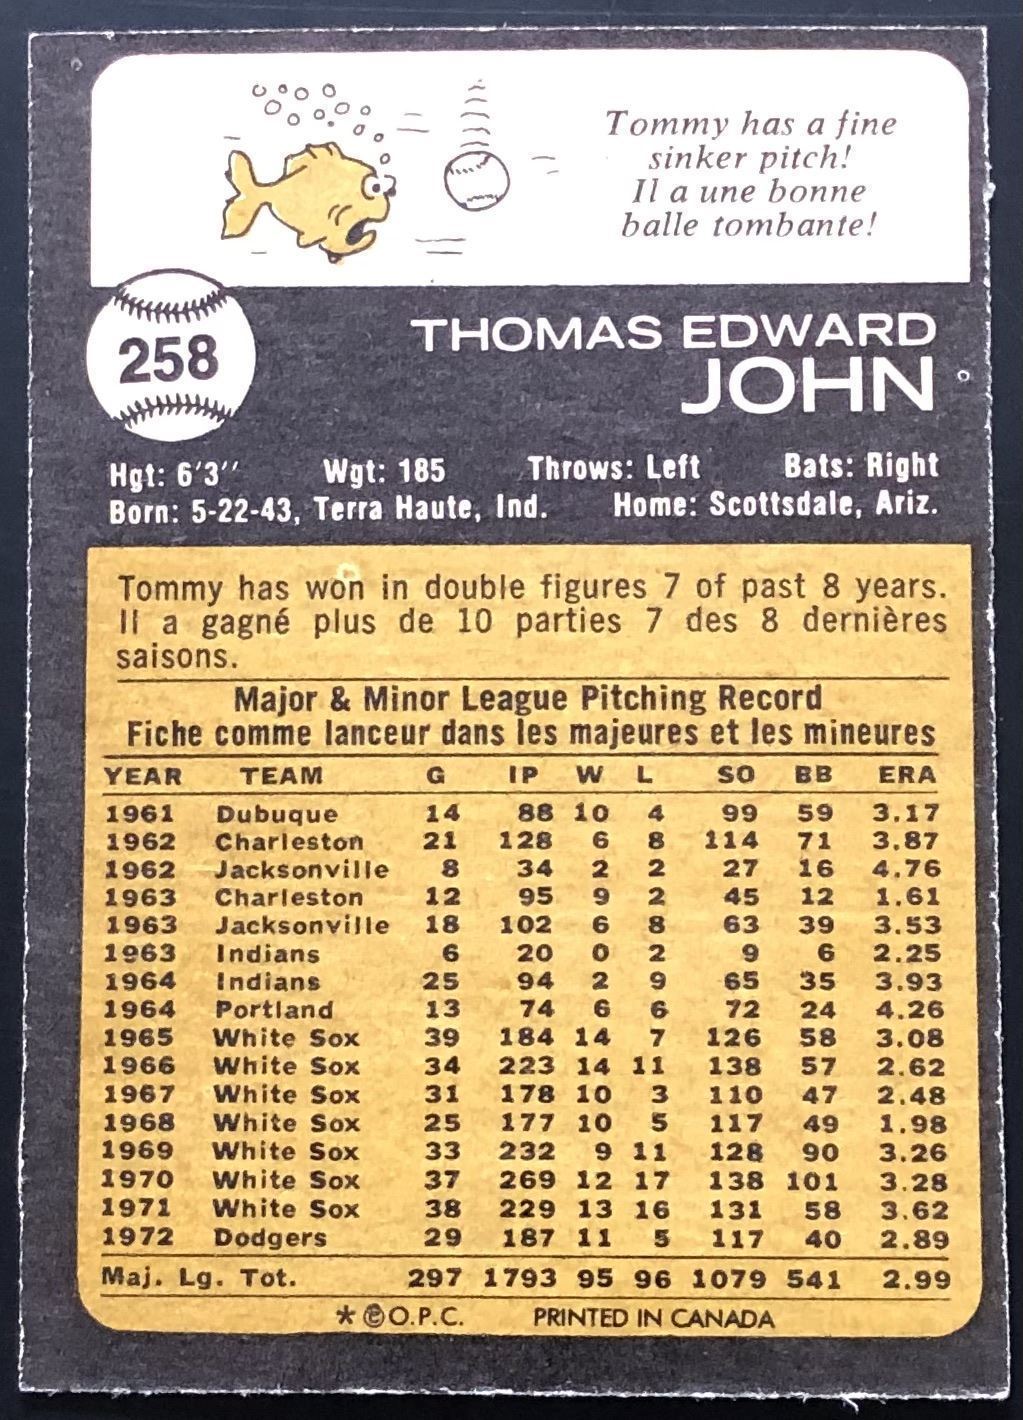 Tommy has a fine
sinker pitch!
Il a une bonne
balle tombante!
258
THOMAS EDWARD
JOHN
Hgt: 6'3'' Wgt: 185 Throws: Left Bats: Right
Born: 5-22-43, Terra Haute, Ind. Home: Scottsdale, Ariz.
Tommy has won in double figures 7 of past 8 years.
Il a gagné plus de 10 parties 7 des 8 dernières
saisons.
Major & Minor League Pitching Record
Fiche comme lanceur dans les majeures et les mineures
YEAR TEAM G IP W L SO BB ERA
1961 Dubuque 14 88 10 4 99 59 3.17
1962 Charleston 21 128 6 8 114 71 3.87
1962 Jacksonville 8 34 2 2 27 16 4.76
1963 Charleston 12 95 9 2 45 12 1.61
1963 Jacksonville 18 102 6 8 63 39 3.53
1963 Indians 6 20 0 2 9 6 2.25
1964 Indians 25 94 2 9 65 35 3.93
1964 Portland 13 74 6 6 72 24 4.26
1965 White Sox 39 184 14 7 126 58 3.08
1966 White Sox 34 223 14 11 138 57 2.62
1967 White Sox 31 178 10 3 110 47 2.48
1968 White Sox 25 177 10 5 117 49 1.98
1969 White Sox 33 232 9 11 128 90 3.26
1970 White Sox 37 269 12 17 138 101 3.28
1971 White Sox 38 229 13 16 131 58 3.62
1972 Dodgers 29 187 11 5 117 40 2.89
Maj. Lg. Tot. 297 1793 95 96 1079 541 2.99
* ©O.P.C. PRINTED IN CANADA